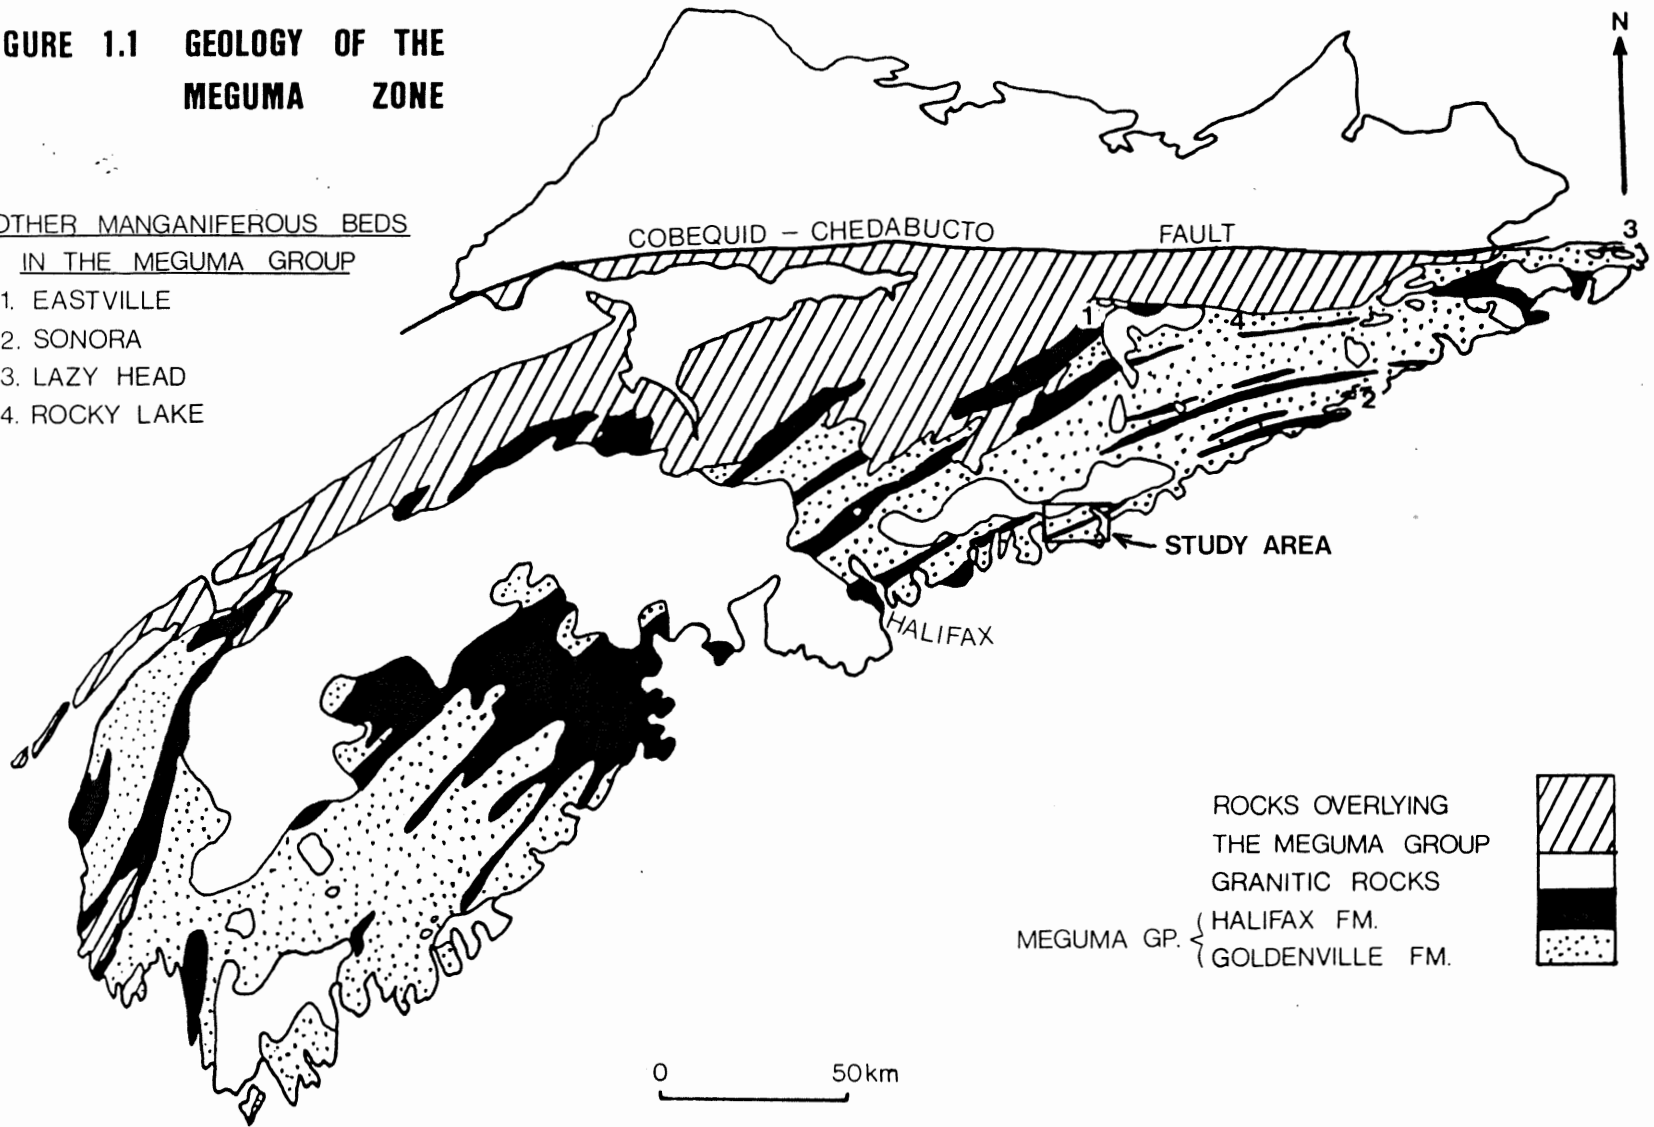 GURE 1.1 GEOLOGY OF THE
MEGUMA ZONE
N
OTHER MANGANIFEROUS BEDS
IN THE MEGUMA GROUP
1. EASTVILLE
2. SONORA
3. LAZY HEAD
4. ROCKY LAKE
COBEQUID – CHEDABUCTO FAULT
3
1
4
2
STUDY AREA
HALIFAX
ROCKS OVERLYING
THE MEGUMA GROUP
GRANITIC ROCKS
MEGUMA GP. { HALIFAX FM.
GOLDENVILLE FM.
0 50km